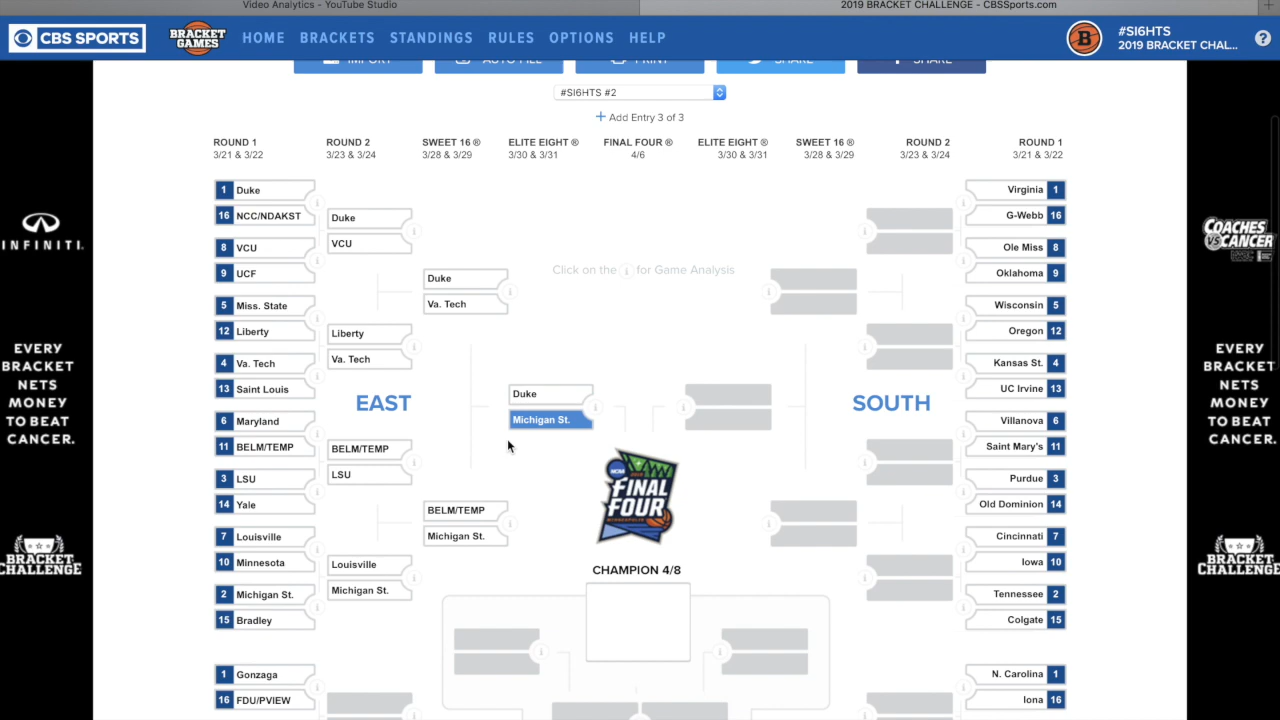 Video Analytics - YouTube Studio
2019 BRACKET CHALLENGE - CBSSports.com
CBS SPORTS
BRACKET GAMES
HOME BRACKETS STANDINGS RULES OPTIONS HELP
#SI6HTS
2019 BRACKET CHAL...
?
IMPORT AUTO FILL PRINT SHARE SHARE
#SI6HTS #2
+ Add Entry 3 of 3
ROUND 1 ROUND 2 SWEET 16 ® ELITE EIGHT ® FINAL FOUR ® ELITE EIGHT ® SWEET 16 ® ROUND 2 ROUND 1
3/21 & 3/22 3/23 & 3/24 3/28 & 3/29 3/30 & 3/31 4/6 3/30 & 3/31 3/28 & 3/29 3/23 & 3/24 3/21 & 3/22
1 Duke
16 NCC/NDAKST
8 VCU
9 UCF
5 Miss. State
12 Liberty
4 Va. Tech
13 Saint Louis
6 Maryland
11 BELM/TEMP
3 LSU
14 Yale
7 Louisville
10 Minnesota
2 Michigan St.
15 Bradley
1 Gonzaga
16 FDU/PVIEW
Duke
VCU
Liberty
Va. Tech
BELM/TEMP
LSU
Louisville
Michigan St.
Duke
Va. Tech
BELM/TEMP
Michigan St.
Duke
Michigan St.
EAST
Click on the i for Game Analysis
NCAA
2019
FINAL
FOUR
MINNEAPOLIS
CHAMPION 4/8
SOUTH
Virginia 1
G-Webb 16
Ole Miss 8
Oklahoma 9
Wisconsin 5
Oregon 12
Kansas St. 4
UC Irvine 13
Villanova 6
Saint Mary's 11
Purdue 3
Old Dominion 14
Cincinnati 7
Iowa 10
Tennessee 2
Colgate 15
N. Carolina 1
Iona 16
INFINITI.
EVERY
BRACKET
NETS
MONEY
TO BEAT
CANCER.
BRACKET
CHALLENGE
COACHES
VS CANCER
EVERY
BRACKET
NETS
MONEY
TO BEAT
CANCER.
BRACKET
CHALLENGE